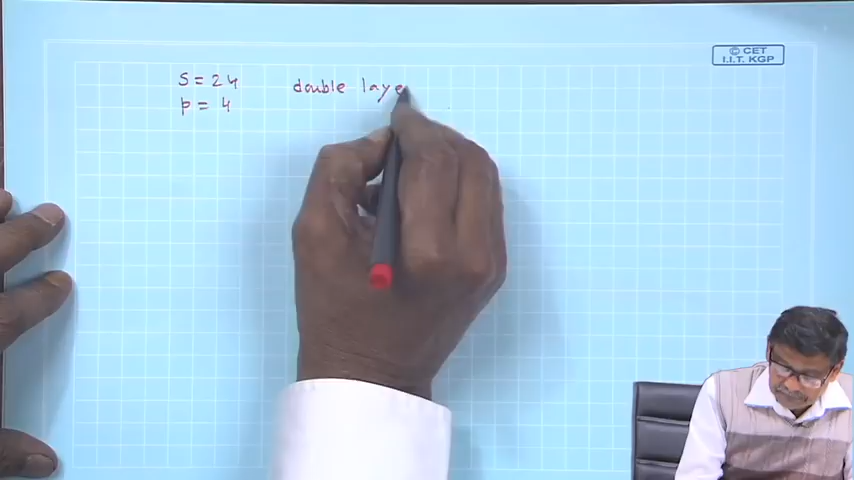 © CET
I.I.T. KGP
S = 24 double laye
p = 4